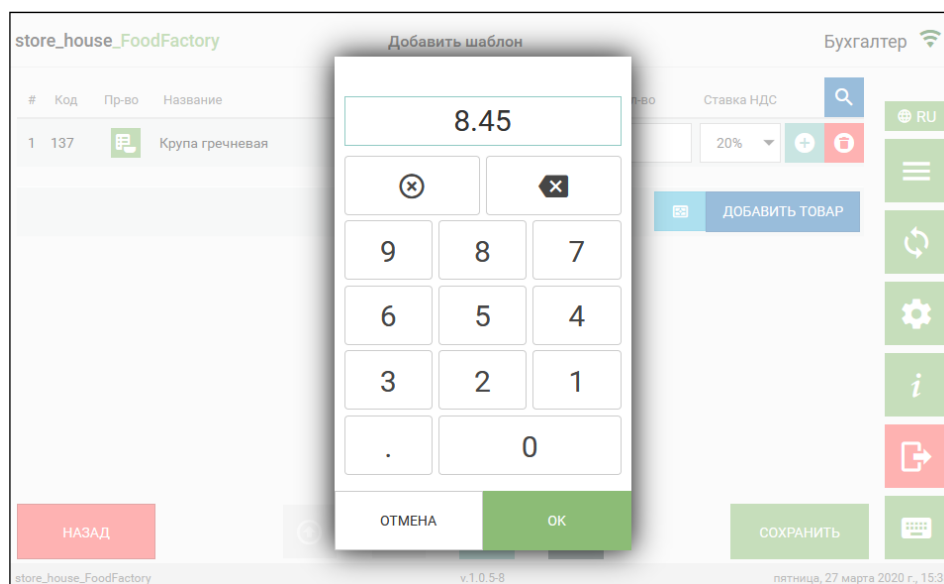 store_house_FoodFactory Добавить шаблон Бухгалтер
# Код Пр-во Название л-во Ставка НДС
8.45
RU
1 137 Крупа гречневая 20%
ДОБАВИТЬ ТОВАР
9 8 7
6 5 4
3 2 1
. 0
ОТМЕНА OK
НАЗАД СОХРАНИТЬ
store_house_FoodFactory v.1.0.5-8 пятница, 27 марта 2020 г., 15:3